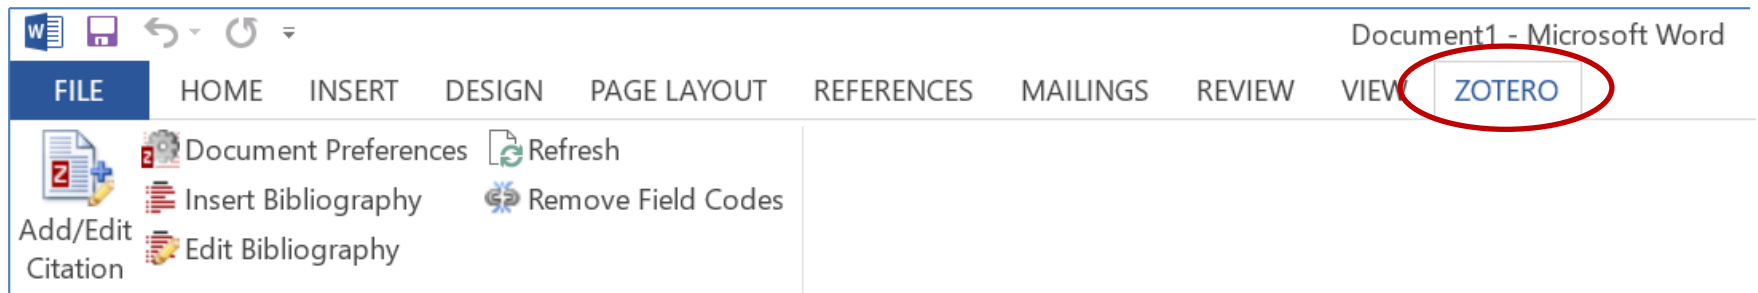 Document1 - Microsoft Word
FILE HOME INSERT DESIGN PAGE LAYOUT REFERENCES MAILINGS REVIEW VIEW ZOTERO
Document Preferences Refresh
Insert Bibliography Remove Field Codes
Edit Bibliography
Add/Edit
Citation